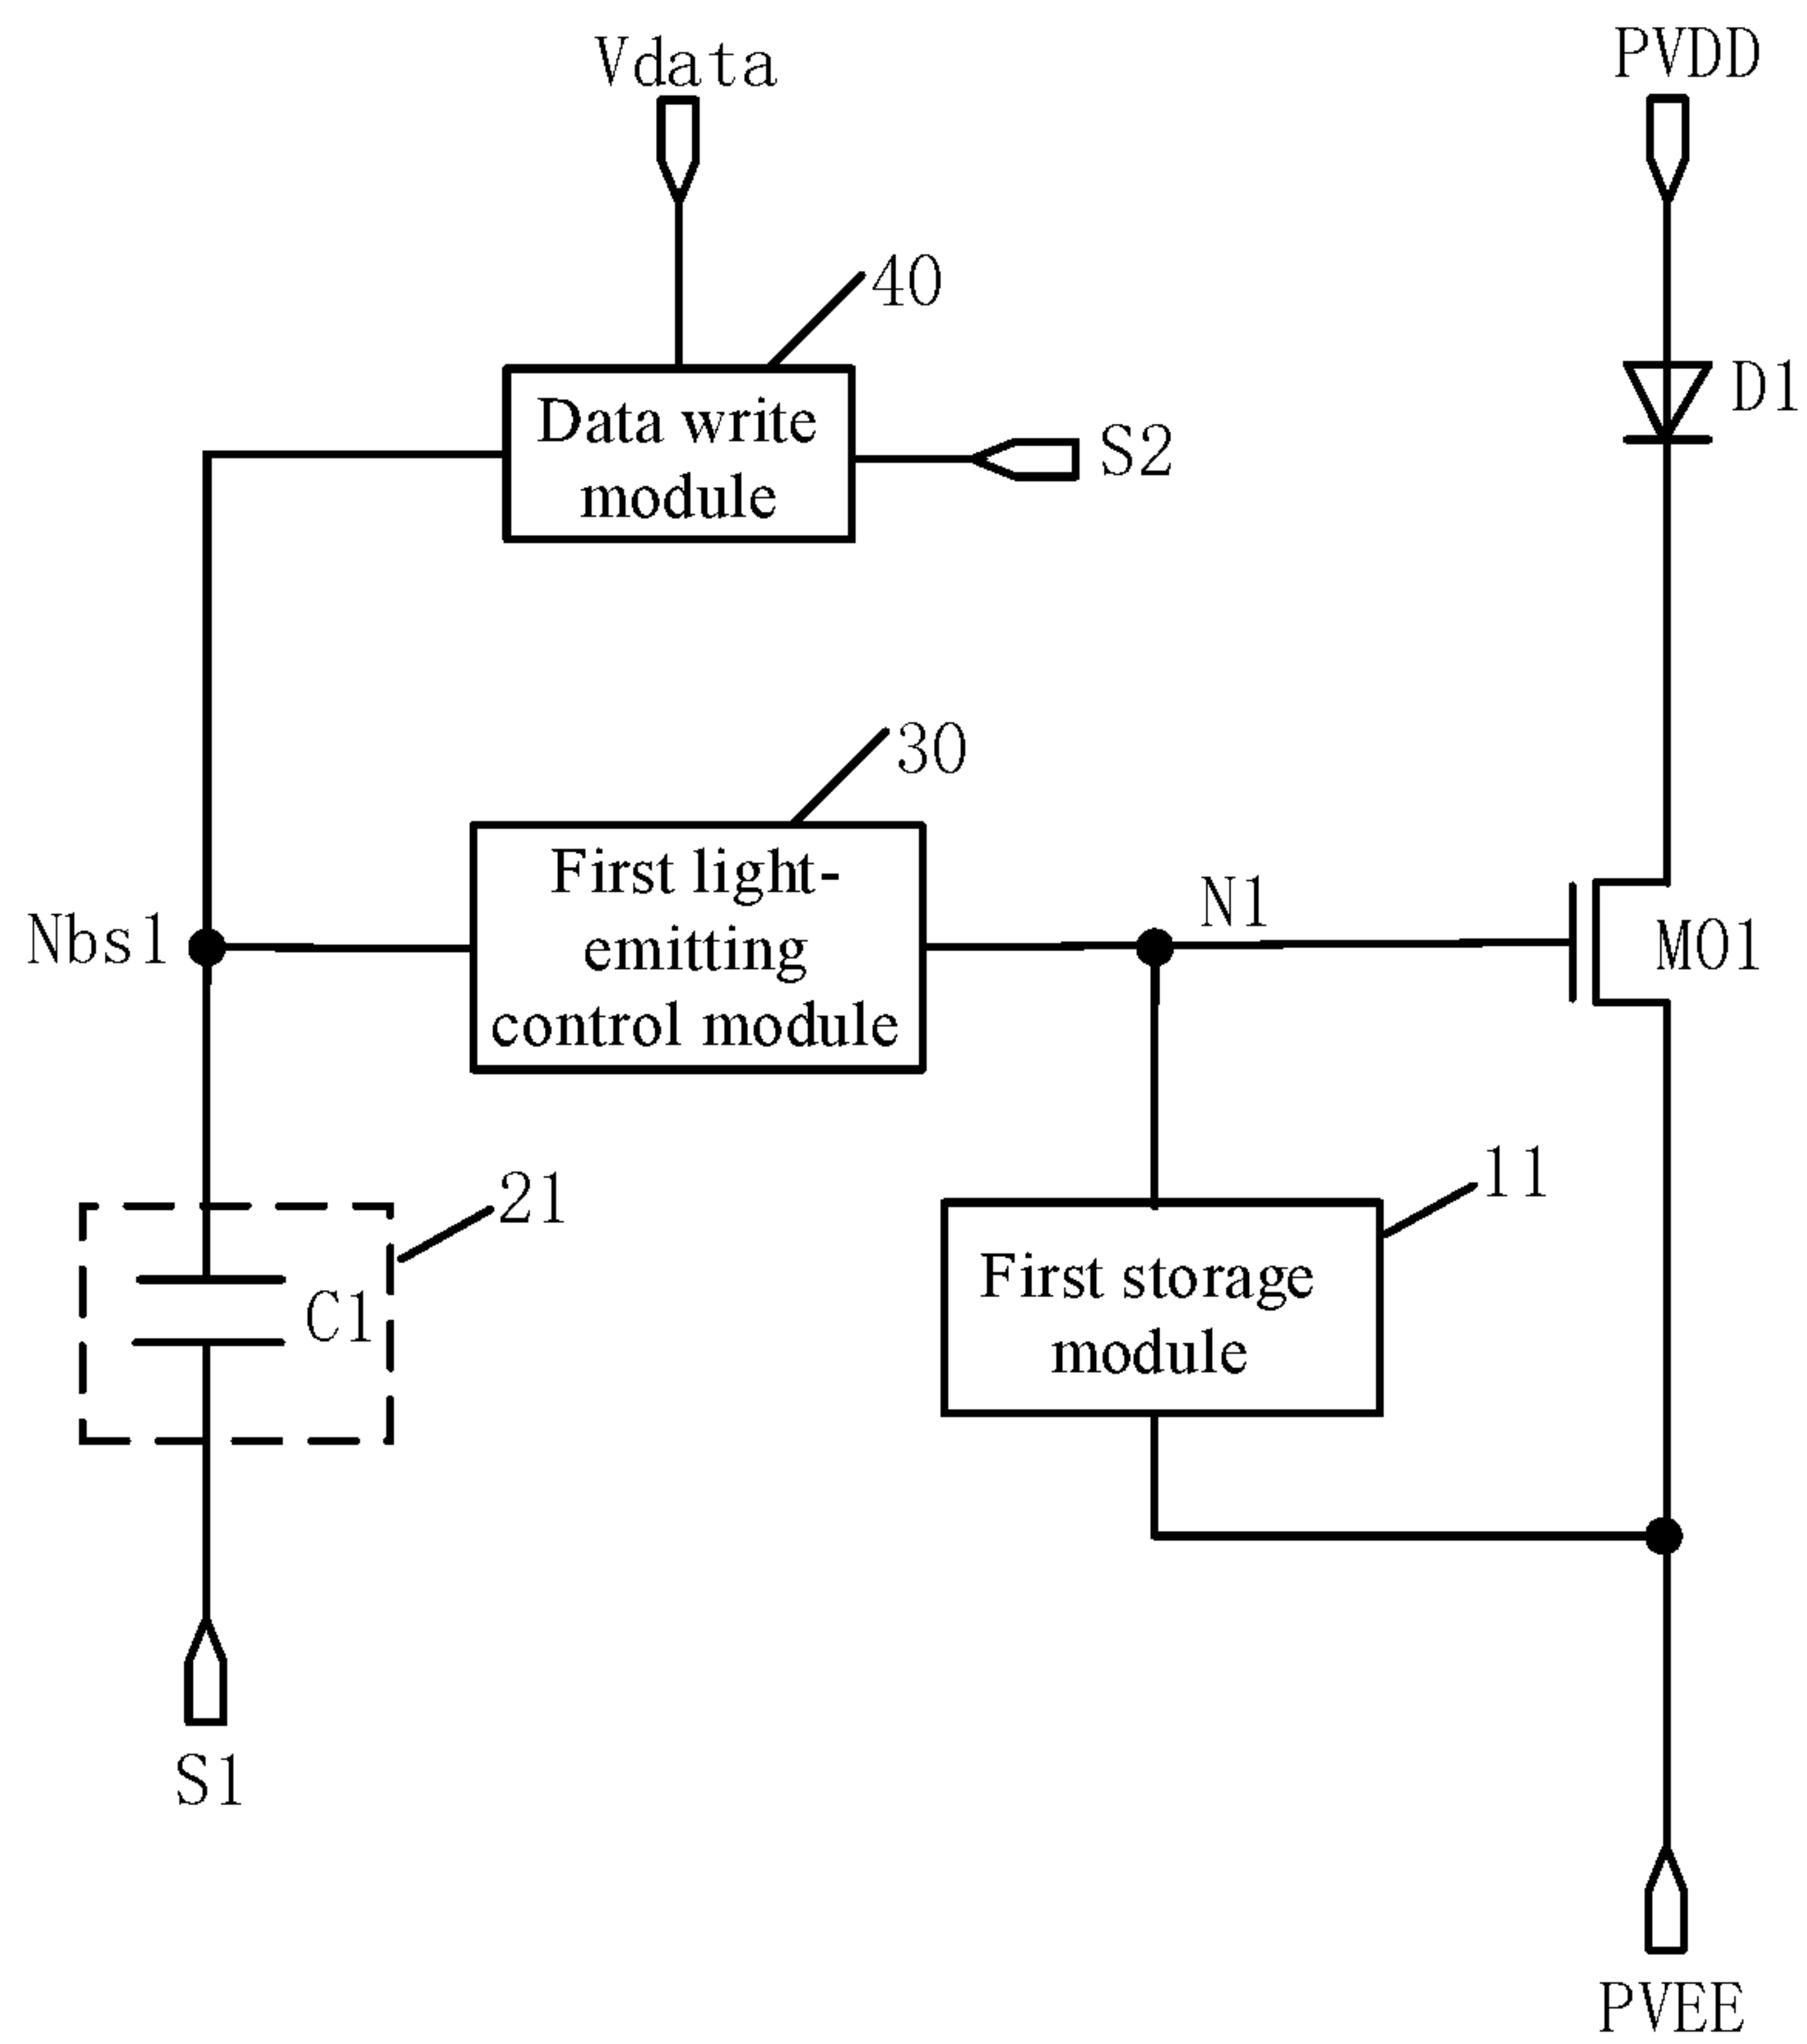 Vdata
PVDD
40
D1
Data write
module
S2
30
First light-
emitting
control module
Nbs1
N1
M01
21
C1
11
First storage
module
S1
PVEE